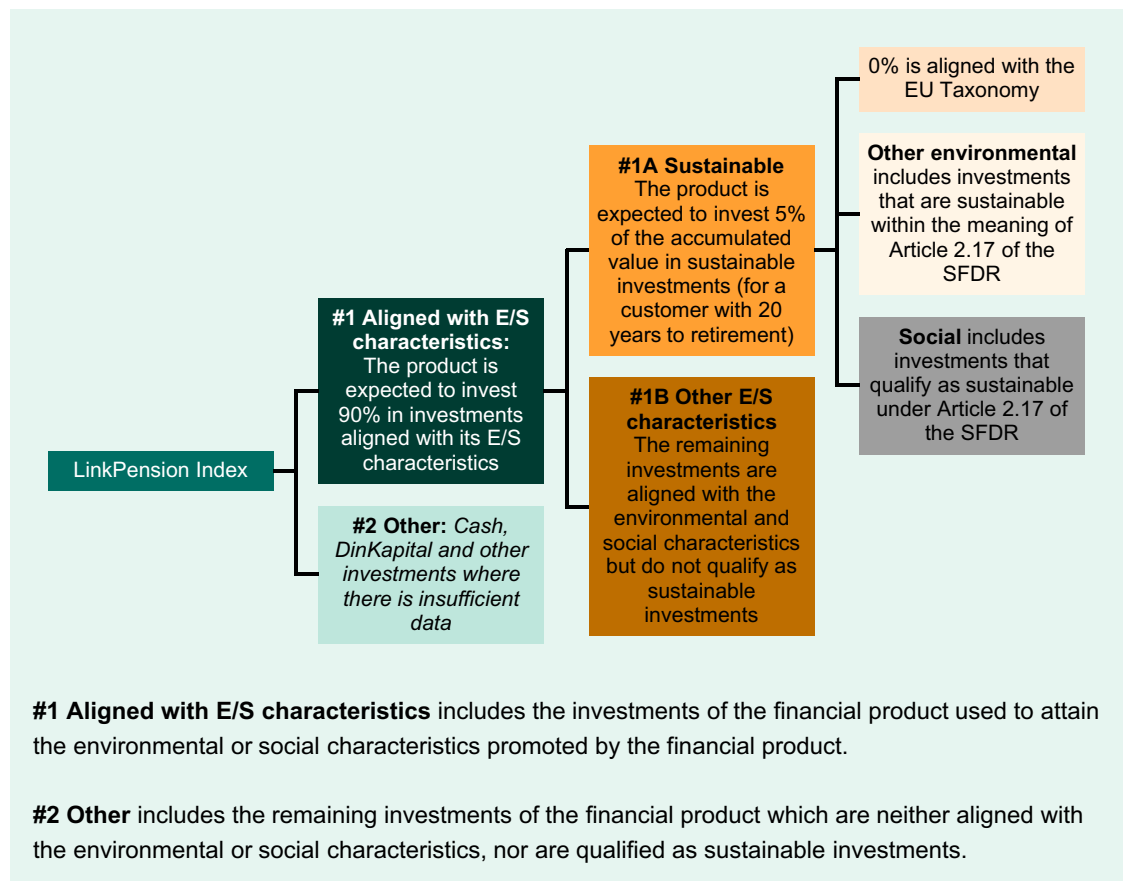 LinkPension Index
#1 Aligned with E/S
characteristics:
The product is
expected to invest
90% in investments
aligned with its E/S
characteristics
#2 Other: Cash,
DinKapital and other
investments where
there is insufficient
data
#1A Sustainable
The product is
expected to invest 5%
of the accumulated
value in sustainable
investments (for a
customer with 20
years to retirement)
#1B Other E/S
characteristics
The remaining
investments are
aligned with the
environmental and
social characteristics
but do not qualify as
sustainable
investments
0% is aligned with the
EU Taxonomy
Other environmental
includes investments
that are sustainable
within the meaning of
Article 2.17 of the
SFDR
Social includes
investments that
qualify as sustainable
under Article 2.17 of
the SFDR
#1 Aligned with E/S characteristics includes the investments of the financial product used to attain
the environmental or social characteristics promoted by the financial product.
#2 Other includes the remaining investments of the financial product which are neither aligned with
the environmental or social characteristics, nor are qualified as sustainable investments.